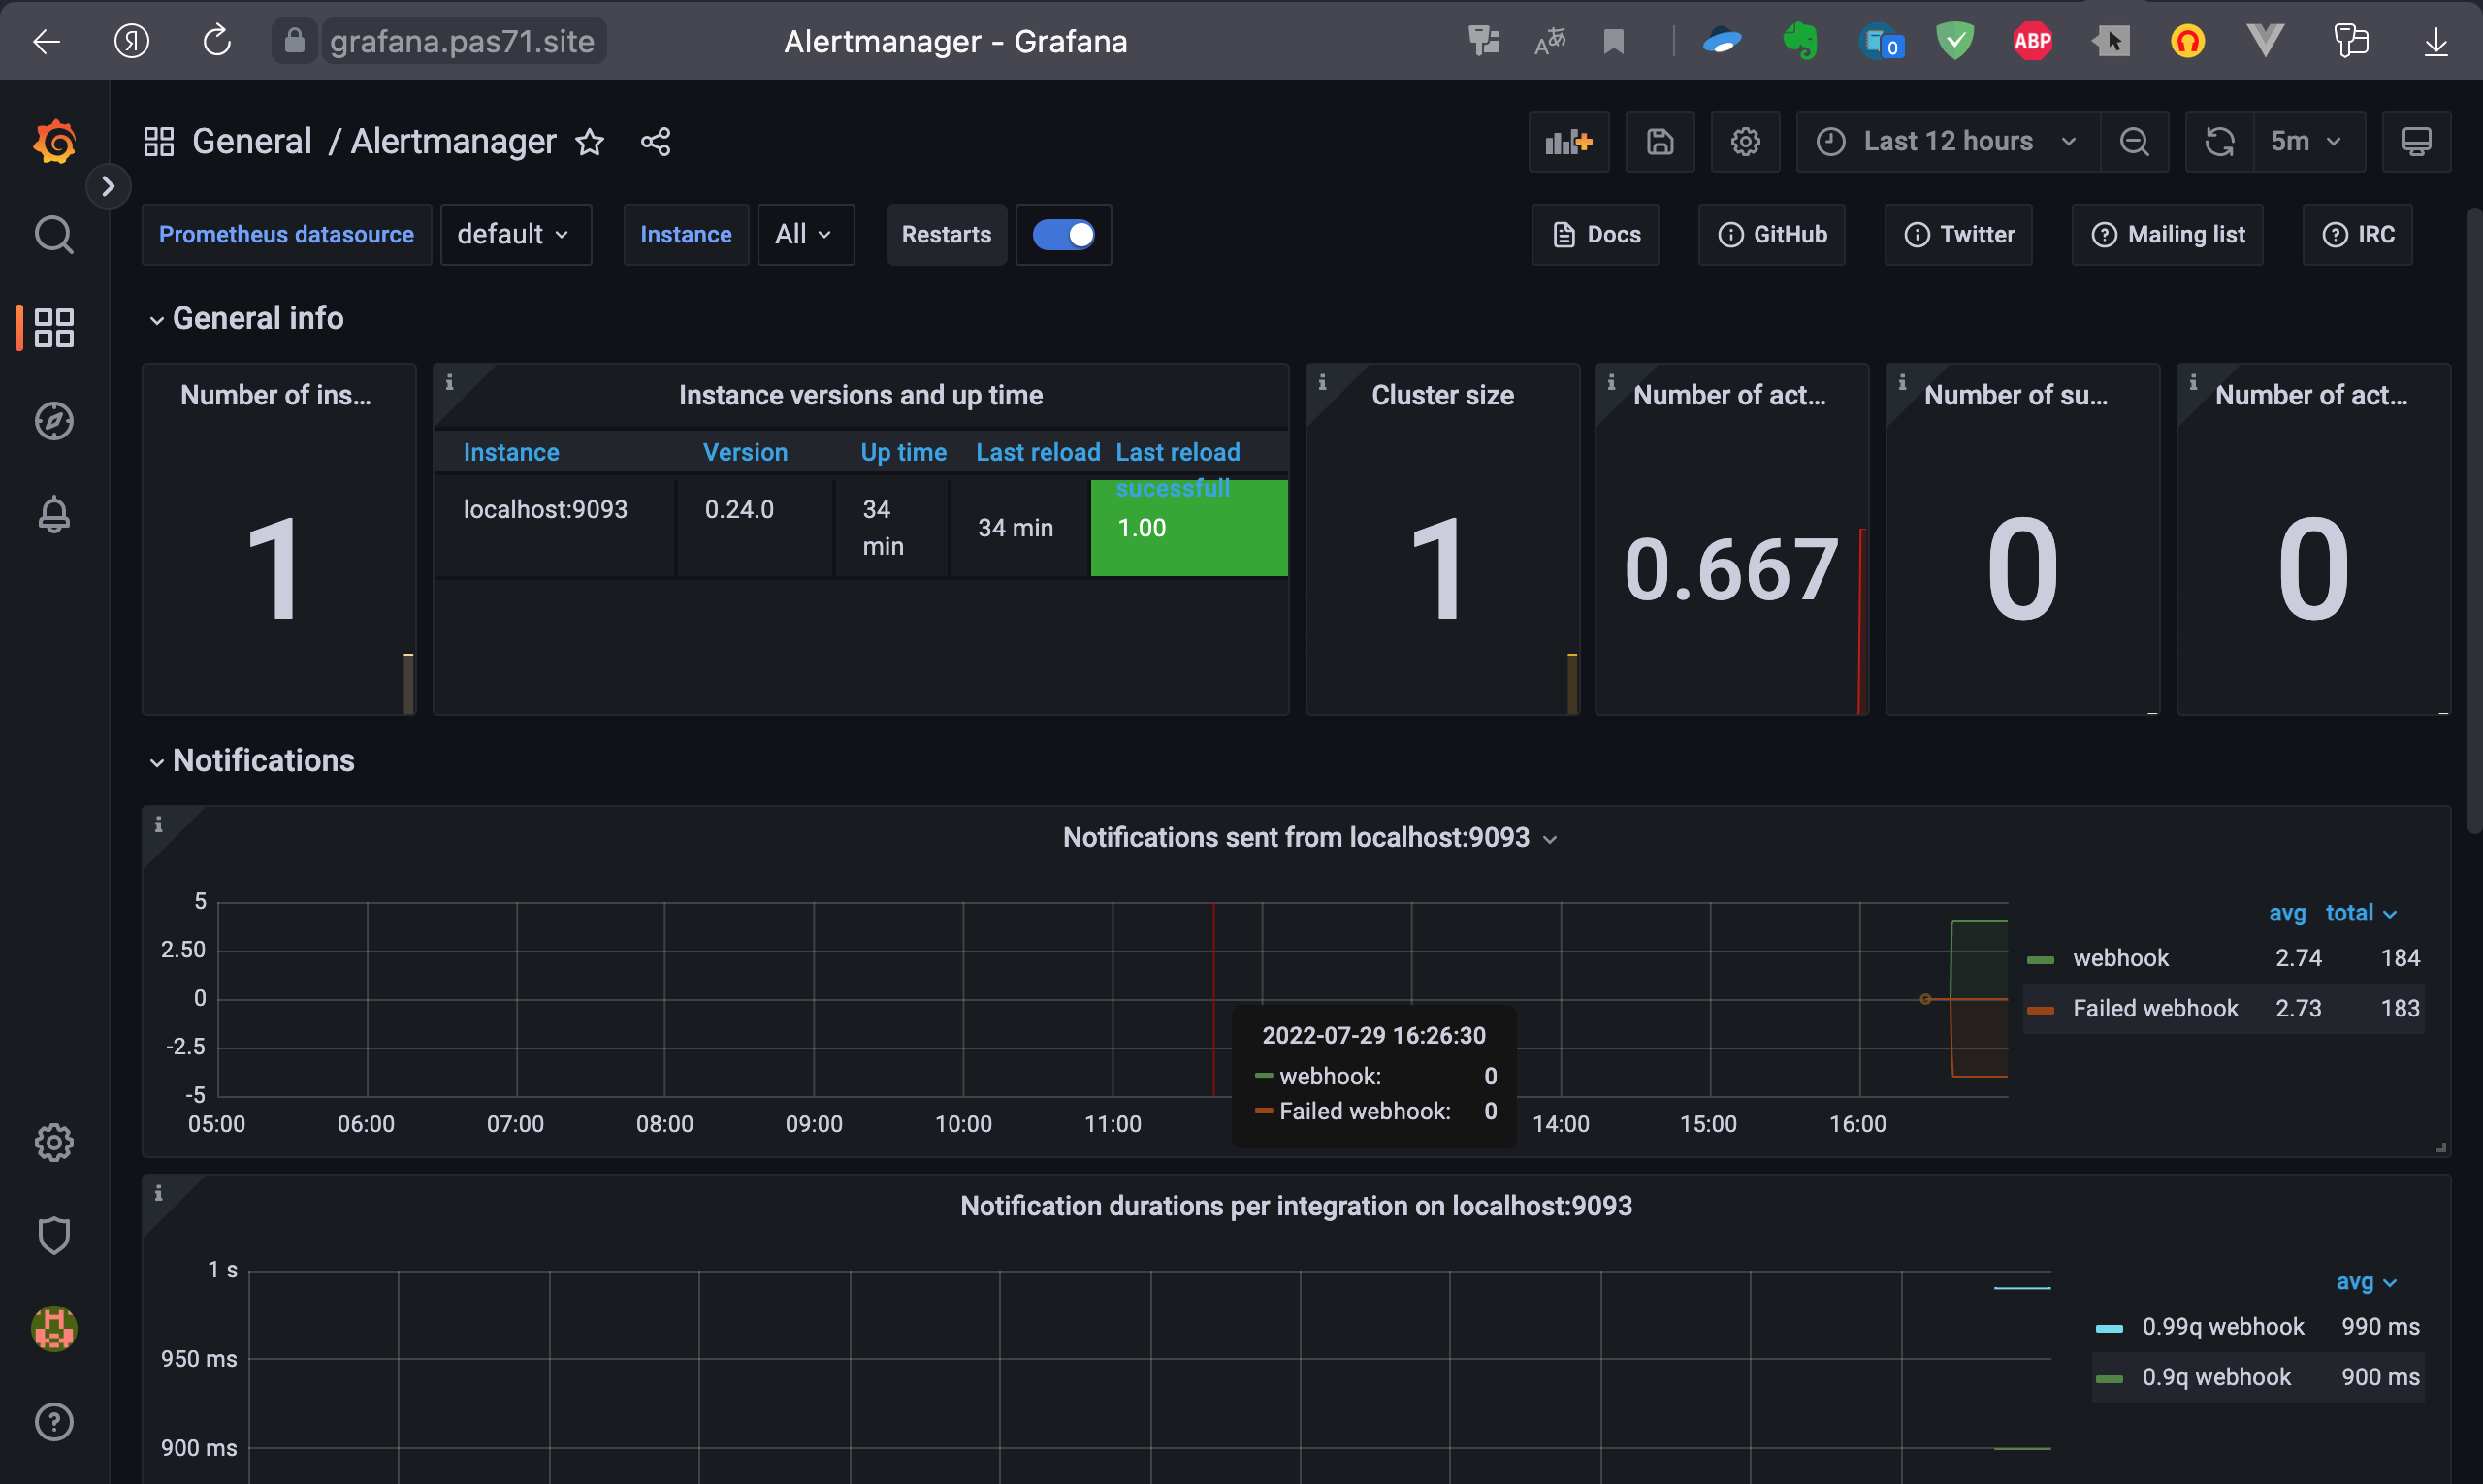 grafana.pas71.site
Alertmanager - Grafana
0
ABP
General / Alertmanager
Last 12 hours
5m
Prometheus datasource
default
Instance
All
Restarts
Docs
GitHub
Twitter
Mailing list
IRC
General info
Number of ins...
1
Instance versions and up time
Instance Version Up time Last reload Last reload sucessfull
localhost:9093 0.24.0 34 min 34 min 1.00
Cluster size
1
Number of act...
0.667
Number of su...
0
Number of act...
0
Notifications
Notifications sent from localhost:9093
5
2.50
0
-2.5
-5
05:00 06:00 07:00 08:00 09:00 10:00 11:00 14:00 15:00 16:00
2022-07-29 16:26:30
webhook: 0
Failed webhook: 0
avg total
webhook 2.74 184
Failed webhook 2.73 183
Notification durations per integration on localhost:9093
1 s
950 ms
900 ms
avg
0.99q webhook 990 ms
0.9q webhook 900 ms